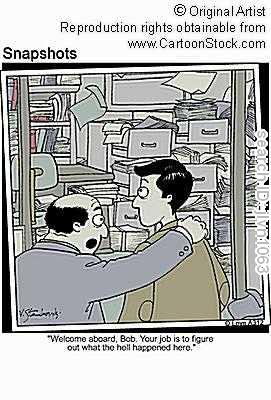 © Original Artist
Reproduction rights obtainable from
www.CartoonStock.com
Snapshots
"Welcome aboard, Bob. Your job is to figure
out what the hell happened here."